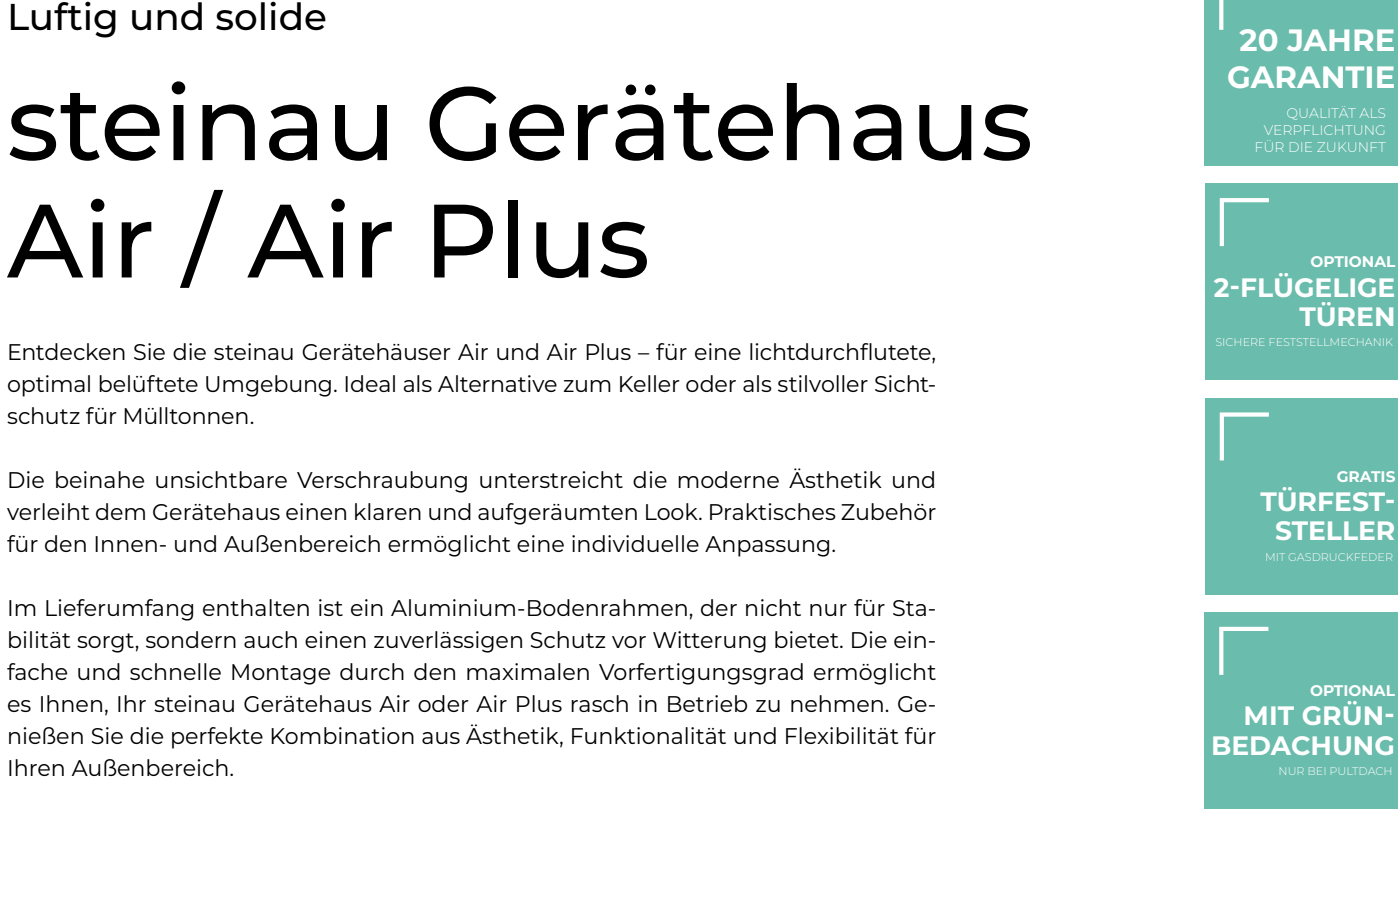 Luftig und solide
steinau Gerätehaus
Air / Air Plus
Entdecken Sie die steinau Gerätehäuser Air und Air Plus – für eine lichtdurchflutete,
optimal belüftete Umgebung. Ideal als Alternative zum Keller oder als stilvoller Sicht-
schutz für Mülltonnen.
Die beinahe unsichtbare Verschraubung unterstreicht die moderne Ästhetik und
verleiht dem Gerätehaus einen klaren und aufgeräumten Look. Praktisches Zubehör
für den Innen- und Außenbereich ermöglicht eine individuelle Anpassung.
Im Lieferumfang enthalten ist ein Aluminium-Bodenrahmen, der nicht nur für Sta-
bilität sorgt, sondern auch einen zuverlässigen Schutz vor Witterung bietet. Die ein-
fache und schnelle Montage durch den maximalen Vorfertigungsgrad ermöglicht
es Ihnen, Ihr steinau Gerätehaus Air oder Air Plus rasch in Betrieb zu nehmen. Ge-
nießen Sie die perfekte Kombination aus Ästhetik, Funktionalität und Flexibilität für
Ihren Außenbereich.
20 JAHRE
GARANTIE
QUALITÄT ALS
VERPFLICHTUNG
FÜR DIE ZUKUNFT
OPTIONAL
2-FLÜGELIGE
TÜREN
SICHERE FESTSTELLMECHANIK
GRATIS
TÜRFEST-
STELLER
MIT GASDRUCKFEDER
OPTIONAL
MIT GRÜN-
BEDACHUNG
NUR BEI PULTDACH